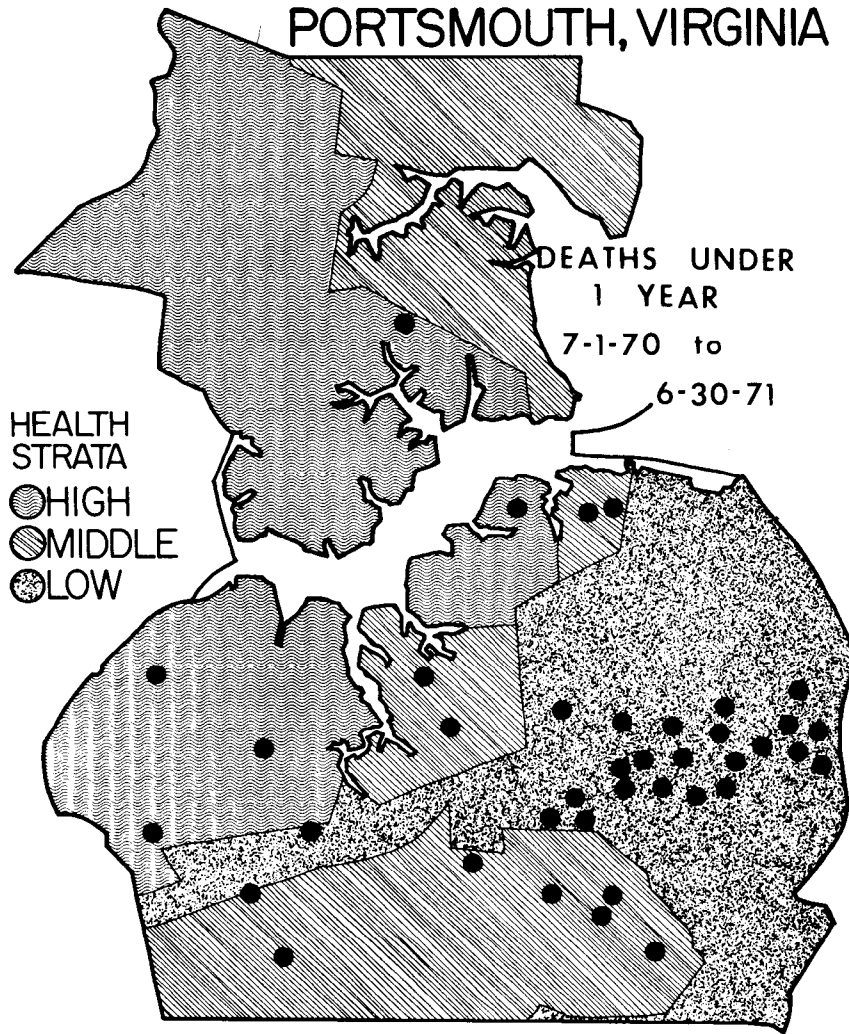 PORTSMOUTH, VIRGINIA
DEATHS UNDER
1 YEAR
7-1-70 to
6-30-71
HEALTH
STRATA
HIGH
MIDDLE
LOW